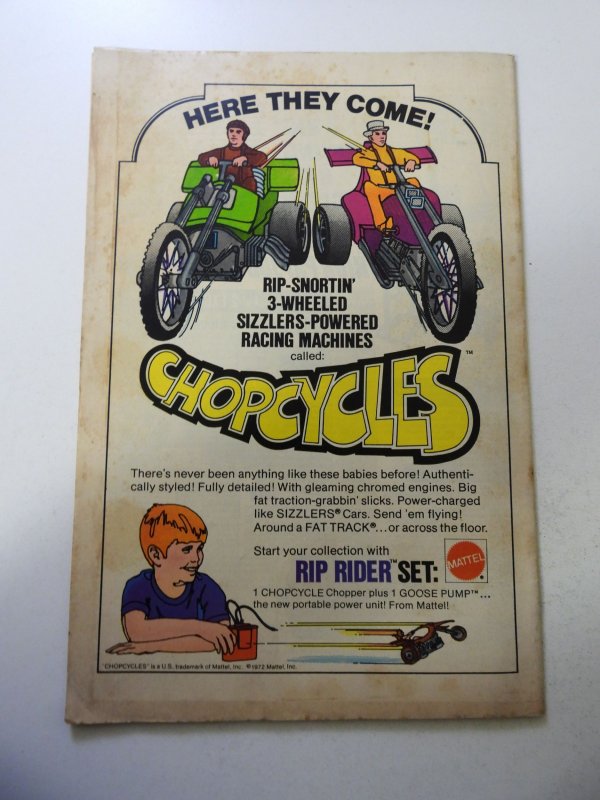 HERE THEY COME!
RIP-SNORTIN'
3-WHEELED
SIZZLERS-POWERED
RACING MACHINES
called:
CHOPCYCLES™
There's never been anything like these babies before! Authenti-
cally styled! Fully detailed! With gleaming chromed engines. Big
fat traction-grabbin' slicks. Power-charged
like SIZZLERS® Cars. Send 'em flying!
Around a FAT TRACK®...or across the floor.
Start your collection with
RIP RIDER™ SET:
MATTEL®
1 CHOPCYCLE Chopper plus 1 GOOSE PUMP™...
the new portable power unit! From Mattel!
"CHOPCYCLES" is a U.S. trademark of Mattel, Inc. ©1972 Mattel, Inc.